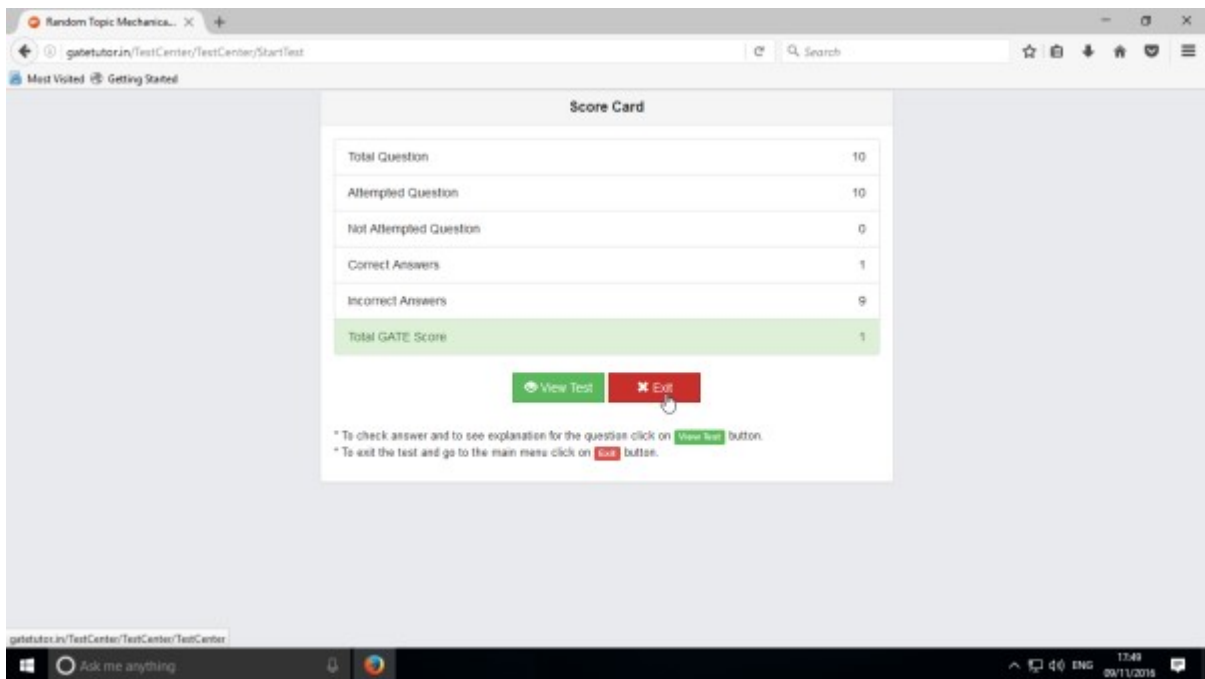 Random Topic Mechanica...
gatetutor.in/TestCenter/TestCenter/StartTest
Search
Most Visited Getting Started
Score Card
Total Question 10
Attempted Question 10
Not Attempted Question 0
Correct Answers 1
Incorrect Answers 9
Total GATE Score 1
View Test Exit
* To check answer and to see explanation for the question click on View Test button.
* To exit the test and go to the main menu click on Exit button.
gatetutor.in/TestCenter/TestCenter/TestCenter
Ask me anything
ENG
17:49
09/11/2016